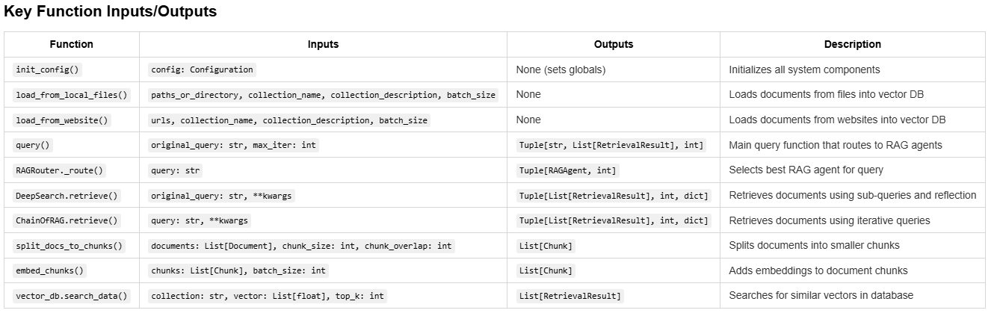 Key Function Inputs/Outputs
Function Inputs Outputs Description
init_config() config: Configuration None (sets globals) Initializes all system components
load_from_local_files() paths_or_directory, collection_name, collection_description, batch_size None Loads documents from files into vector DB
load_from_website() urls, collection_name, collection_description, batch_size None Loads documents from websites into vector DB
query() original_query: str, max_iter: int Tuple[str, List[RetrievalResult], int] Main query function that routes to RAG agents
RAGRouter._route() query: str Tuple[RAGAgent, int] Selects best RAG agent for query
DeepSearch.retrieve() original_query: str, **kwargs Tuple[List[RetrievalResult], int, dict] Retrieves documents using sub-queries and reflection
ChainOfRAG.retrieve() query: str, **kwargs Tuple[List[RetrievalResult], int, dict] Retrieves documents using iterative queries
split_docs_to_chunks() documents: List[Document], chunk_size: int, chunk_overlap: int List[Chunk] Splits documents into smaller chunks
embed_chunks() chunks: List[Chunk], batch_size: int List[Chunk] Adds embeddings to document chunks
vector_db.search_data() collection: str, vector: List[float], top_k: int List[RetrievalResult] Searches for similar vectors in database